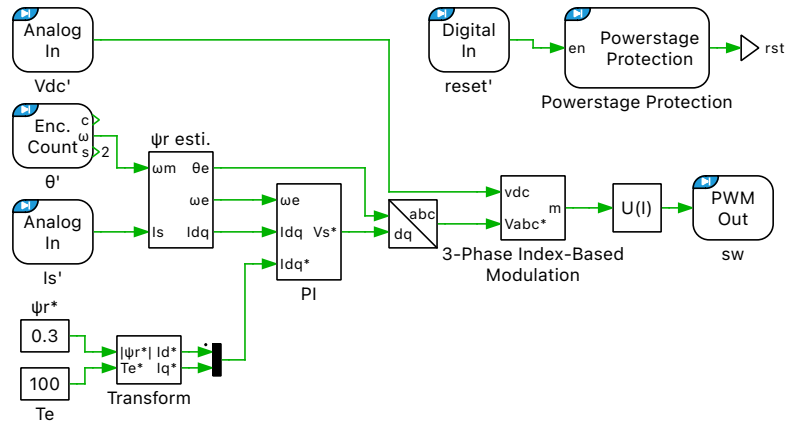 Analog
In
Vdc'
Digital
In
reset'
en
Powerstage
Protection
Powerstage Protection
rst
Enc.
Count
c
ω
s
2
θ'
ψr esti.
ωm
θe
ωe
Is
Idq
Analog
In
Is'
ωe
Idq
Vs*
Idq*
PI
abc
dq
vdc
m
Vabc*
3-Phase Index-Based
Modulation
U(I)
PWM
Out
sw
ψr*
0.3
100
Te
|ψr*| Id*
Te* Iq*
Transform